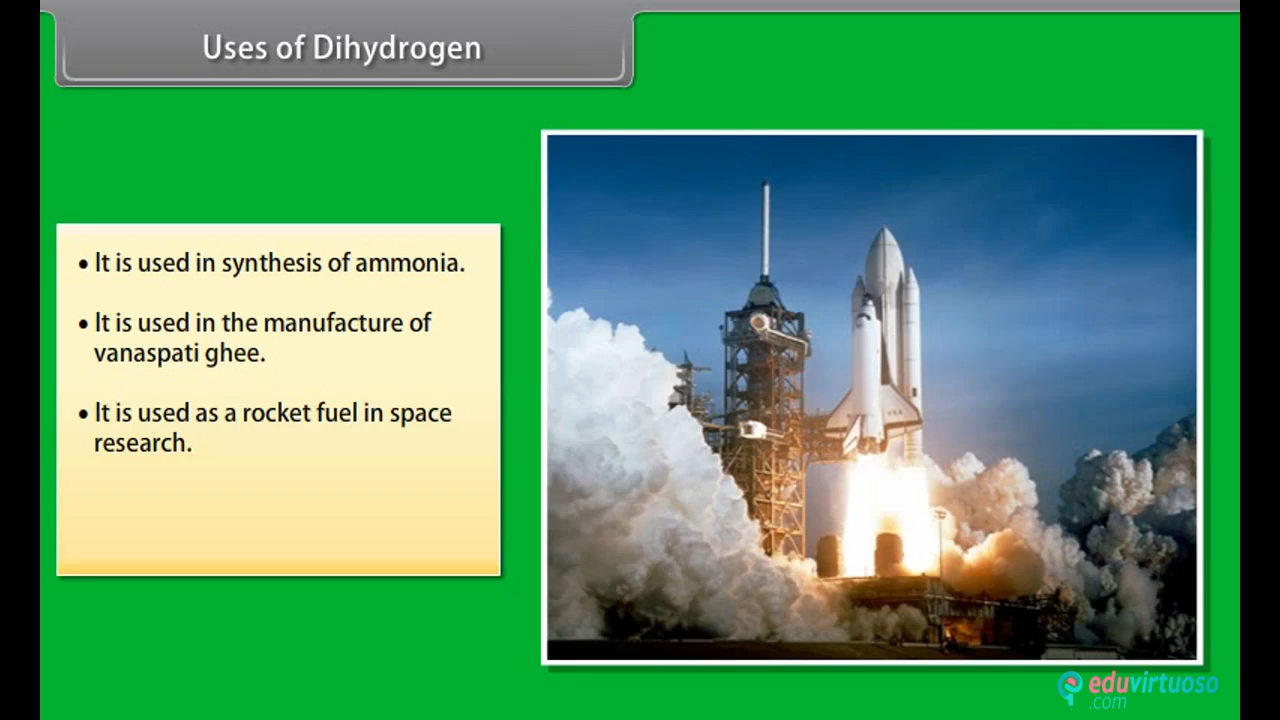 Uses of Dihydrogen
• It is used in synthesis of ammonia.
• It is used in the manufacture of
vanaspati ghee.
• It is used as a rocket fuel in space
research.
USA
eduvirtuoso
.com